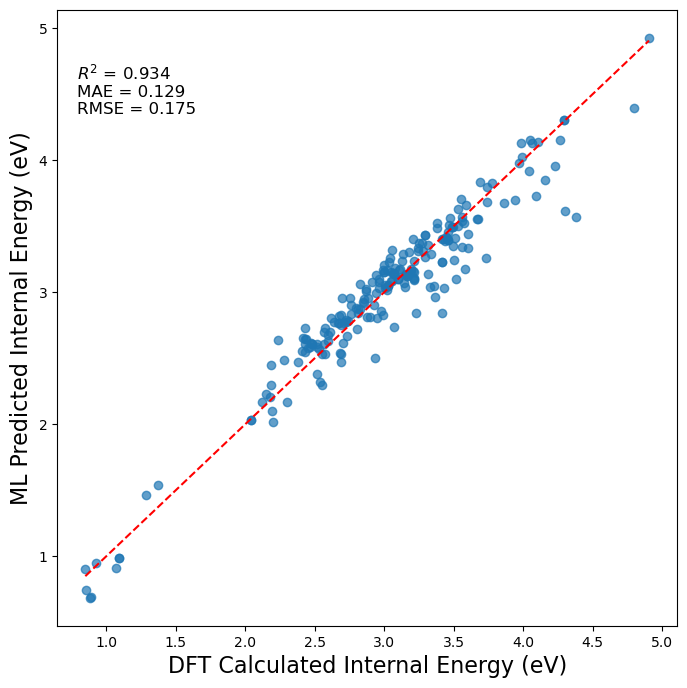 R² = 0.934
MAE = 0.129
RMSE = 0.175
ML Predicted Internal Energy (eV)
5
4
3
2
1
1.0 1.5 2.0 2.5 3.0 3.5 4.0 4.5 5.0
DFT Calculated Internal Energy (eV)